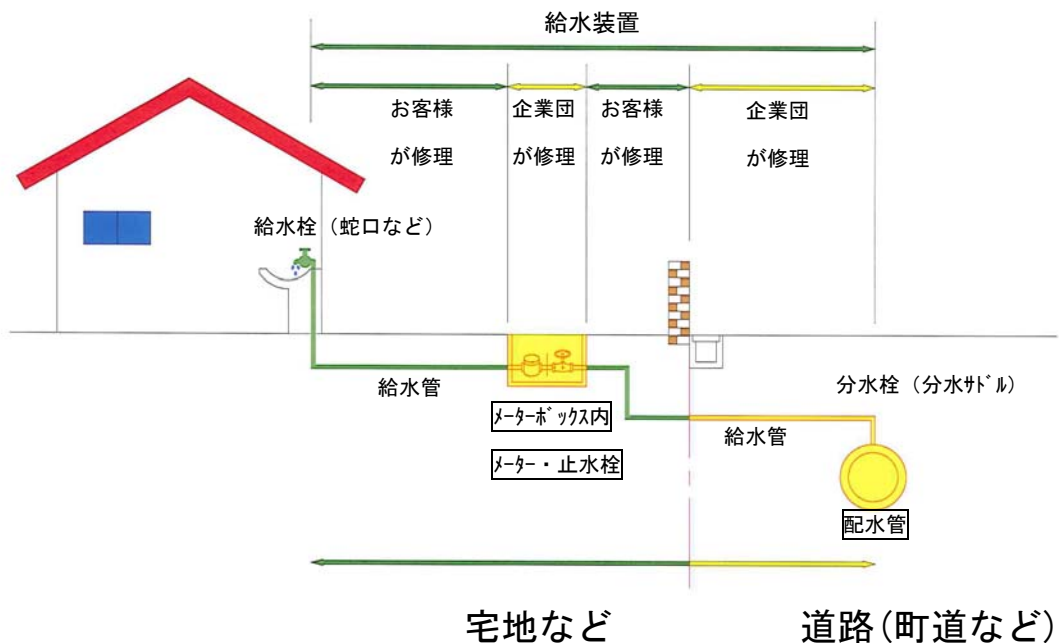 給水装置
お客様
が修理
企業団
が修理
お客様
が修理
企業団
が修理
給水栓（蛇口など）
給水管
ﾒｰﾀｰﾎﾞｯｸｽ内
ﾒｰﾀｰ・止水栓
給水管
分水栓（分水ｻﾄﾞﾙ）
配水管
宅地など
道路(町道など)